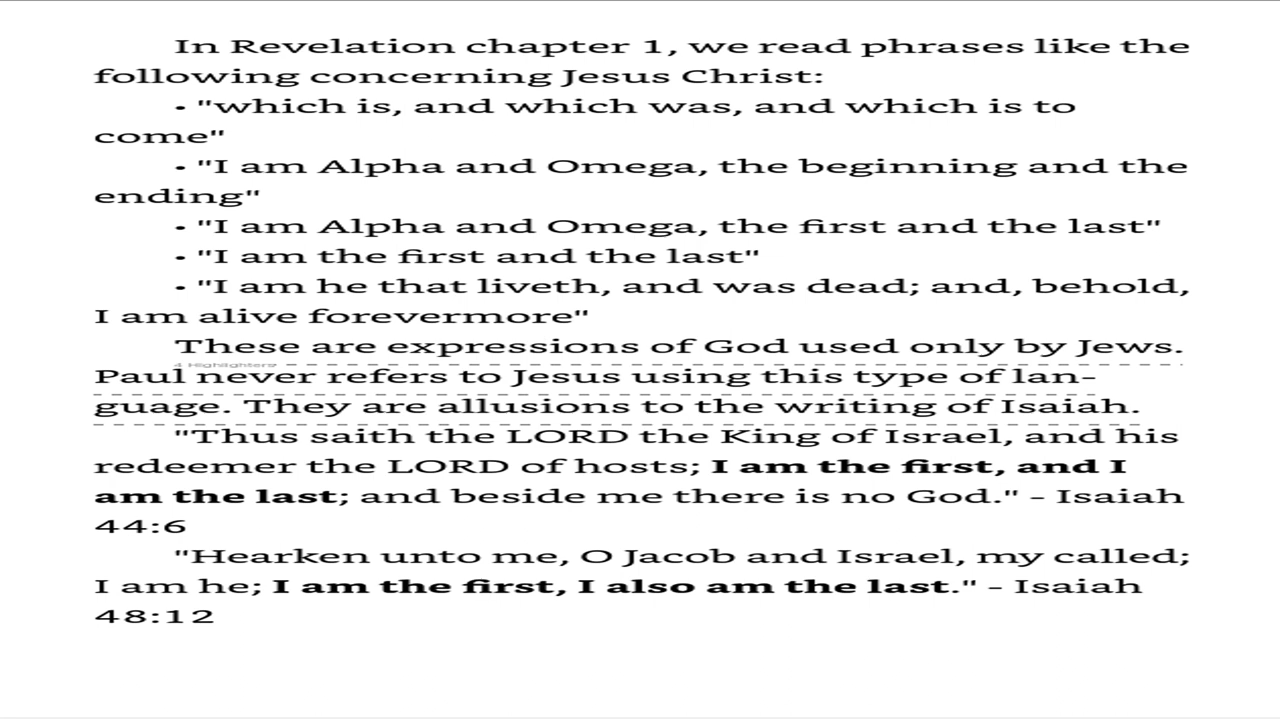 In Revelation chapter 1, we read phrases like the
following concerning Jesus Christ:
• "which is, and which was, and which is to
come"
• "I am Alpha and Omega, the beginning and the
ending"
• "I am Alpha and Omega, the first and the last"
• "I am the first and the last"
• "I am he that liveth, and was dead; and, behold,
I am alive forevermore"
These are expressions of God used only by Jews.
4 Highlighters
Paul never refers to Jesus using this type of lan-
guage. They are allusions to the writing of Isaiah.
"Thus saith the LORD the King of Israel, and his
redeemer the LORD of hosts; I am the first, and I
am the last; and beside me there is no God." - Isaiah
44:6
"Hearken unto me, O Jacob and Israel, my called;
I am he; I am the first, I also am the last." - Isaiah
48:12